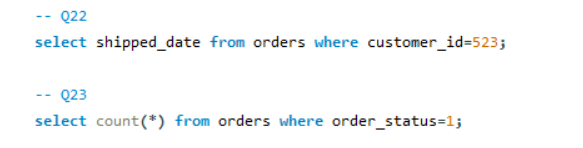 -- Q22
select shipped_date from orders where customer_id=523;
-- Q23
select count(*) from orders where order_status=1;